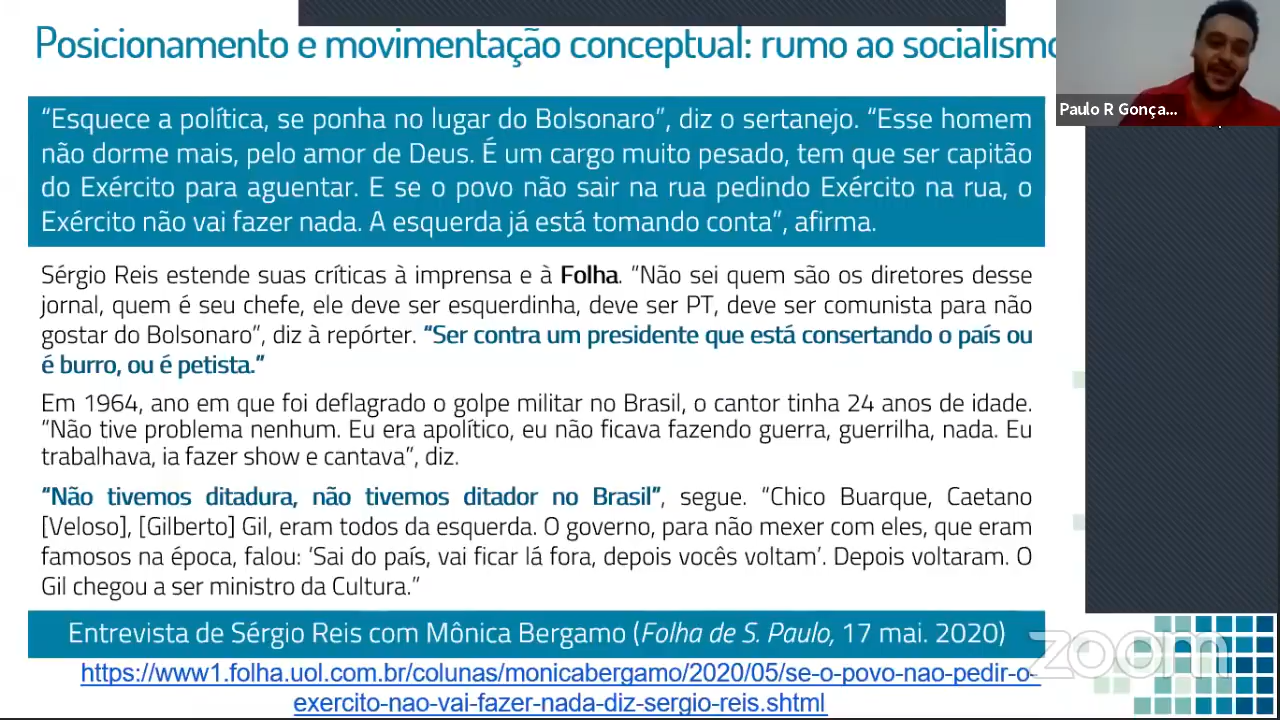 Posicionamento e movimentação conceptual: rumo ao socialismo
Paulo R Gonça...
“Esquece a política, se ponha no lugar do Bolsonaro”, diz o sertanejo. “Esse homem
não dorme mais, pelo amor de Deus. É um cargo muito pesado, tem que ser capitão
do Exército para aguentar. E se o povo não sair na rua pedindo Exército na rua, o
Exército não vai fazer nada. A esquerda já está tomando conta”, afirma.
Sérgio Reis estende suas críticas à imprensa e à Folha. “Não sei quem são os diretores desse
jornal, quem é seu chefe, ele deve ser esquerdinha, deve ser PT, deve ser comunista para não
gostar do Bolsonaro”, diz à repórter. “Ser contra um presidente que está consertando o país ou
é burro, ou é petista.”
Em 1964, ano em que foi deflagrado o golpe militar no Brasil, o cantor tinha 24 anos de idade.
“Não tive problema nenhum. Eu era apolítico, eu não ficava fazendo guerra, guerrilha, nada. Eu
trabalhava, ia fazer show e cantava”, diz.
“Não tivemos ditadura, não tivemos ditador no Brasil”, segue. “Chico Buarque, Caetano
[Veloso], [Gilberto] Gil, eram todos da esquerda. O governo, para não mexer com eles, que eram
famosos na época, falou: ‘Sai do país, vai ficar lá fora, depois vocês voltam’. Depois voltaram. O
Gil chegou a ser ministro da Cultura.”
Entrevista de Sérgio Reis com Mônica Bergamo (Folha de S. Paulo, 17 mai. 2020)
https://www1.folha.uol.com.br/colunas/monicabergamo/2020/05/se-o-povo-nao-pedir-o-
exercito-nao-vai-fazer-nada-diz-sergio-reis.shtml
zoom